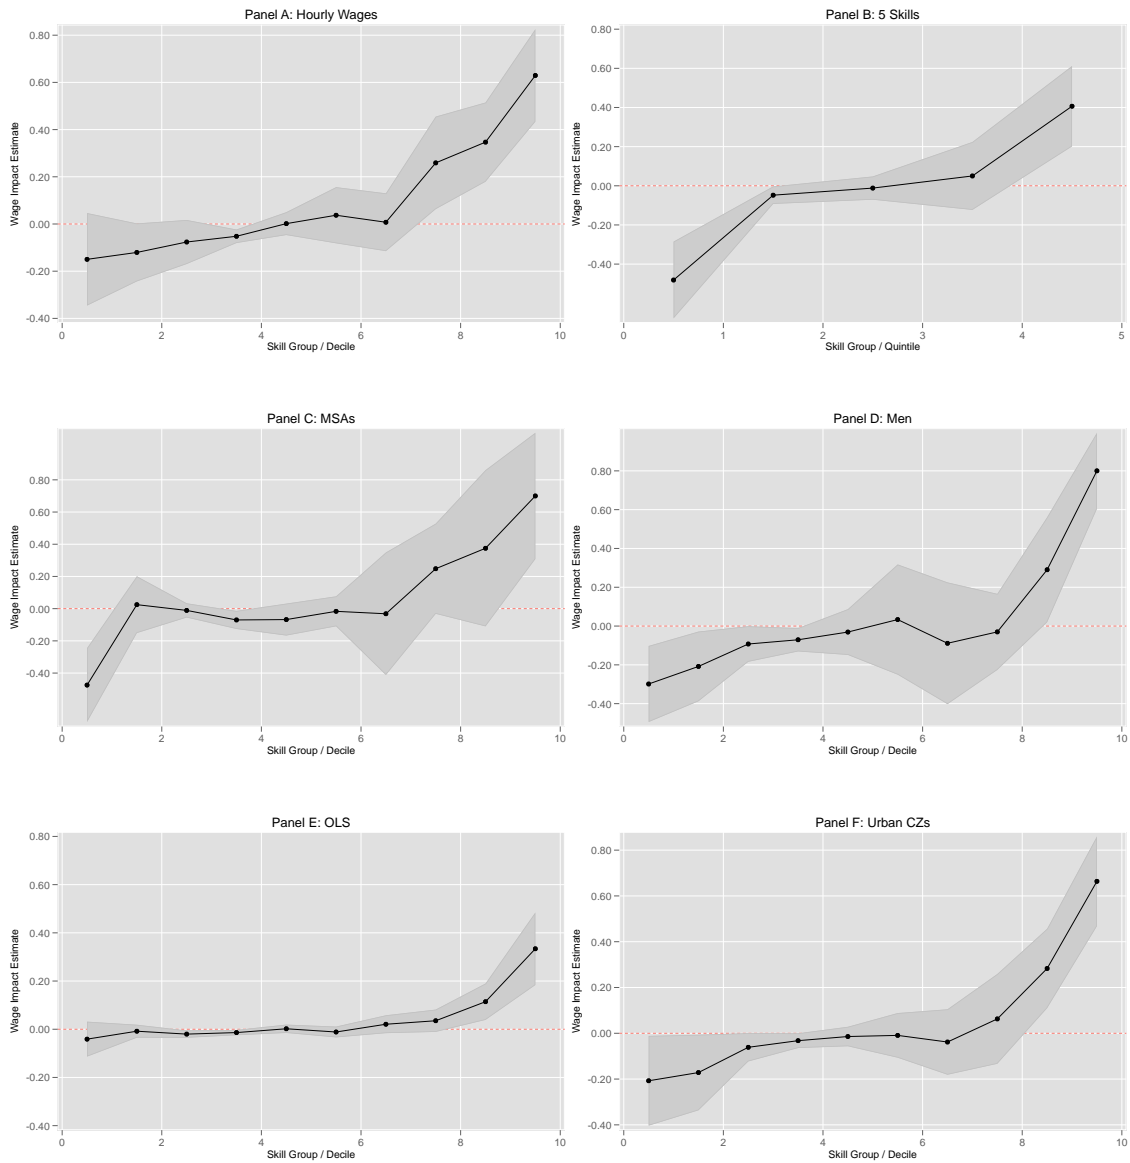 Panel A: Hourly Wages
Wage Impact Estimate
0.80
0.60
0.40
0.20
0.00
-0.20
-0.40
0 2 4 6 8 10
Skill Group / Decile
Panel B: 5 Skills
Wage Impact Estimate
0.80
0.60
0.40
0.20
0.00
-0.20
-0.40
0 1 2 3 4 5
Skill Group / Quintile
Panel C: MSAs
Wage Impact Estimate
0.80
0.60
0.40
0.20
0.00
-0.20
-0.40
0 2 4 6 8 10
Skill Group / Decile
Panel D: Men
Wage Impact Estimate
0.80
0.60
0.40
0.20
0.00
-0.20
-0.40
0 2 4 6 8 10
Skill Group / Decile
Panel E: OLS
Wage Impact Estimate
0.80
0.60
0.40
0.20
0.00
-0.20
-0.40
0 2 4 6 8 10
Skill Group / Decile
Panel F: Urban CZs
Wage Impact Estimate
0.80
0.60
0.40
0.20
0.00
-0.20
-0.40
0 2 4 6 8 10
Skill Group / Decile